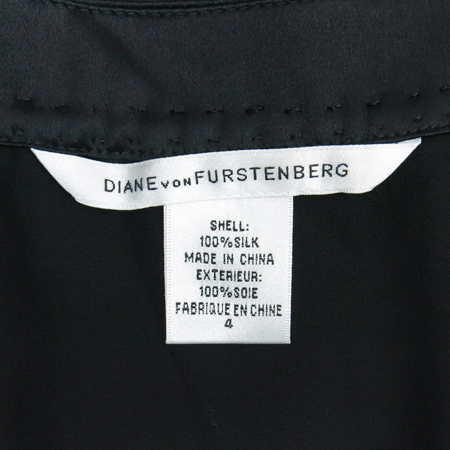 DIANE VON FURSTENBERG
SHELL:
100%SILK
MADE IN CHINA
EXTERIEUR:
100%SOIE
FABRIQUE EN CHINE
4